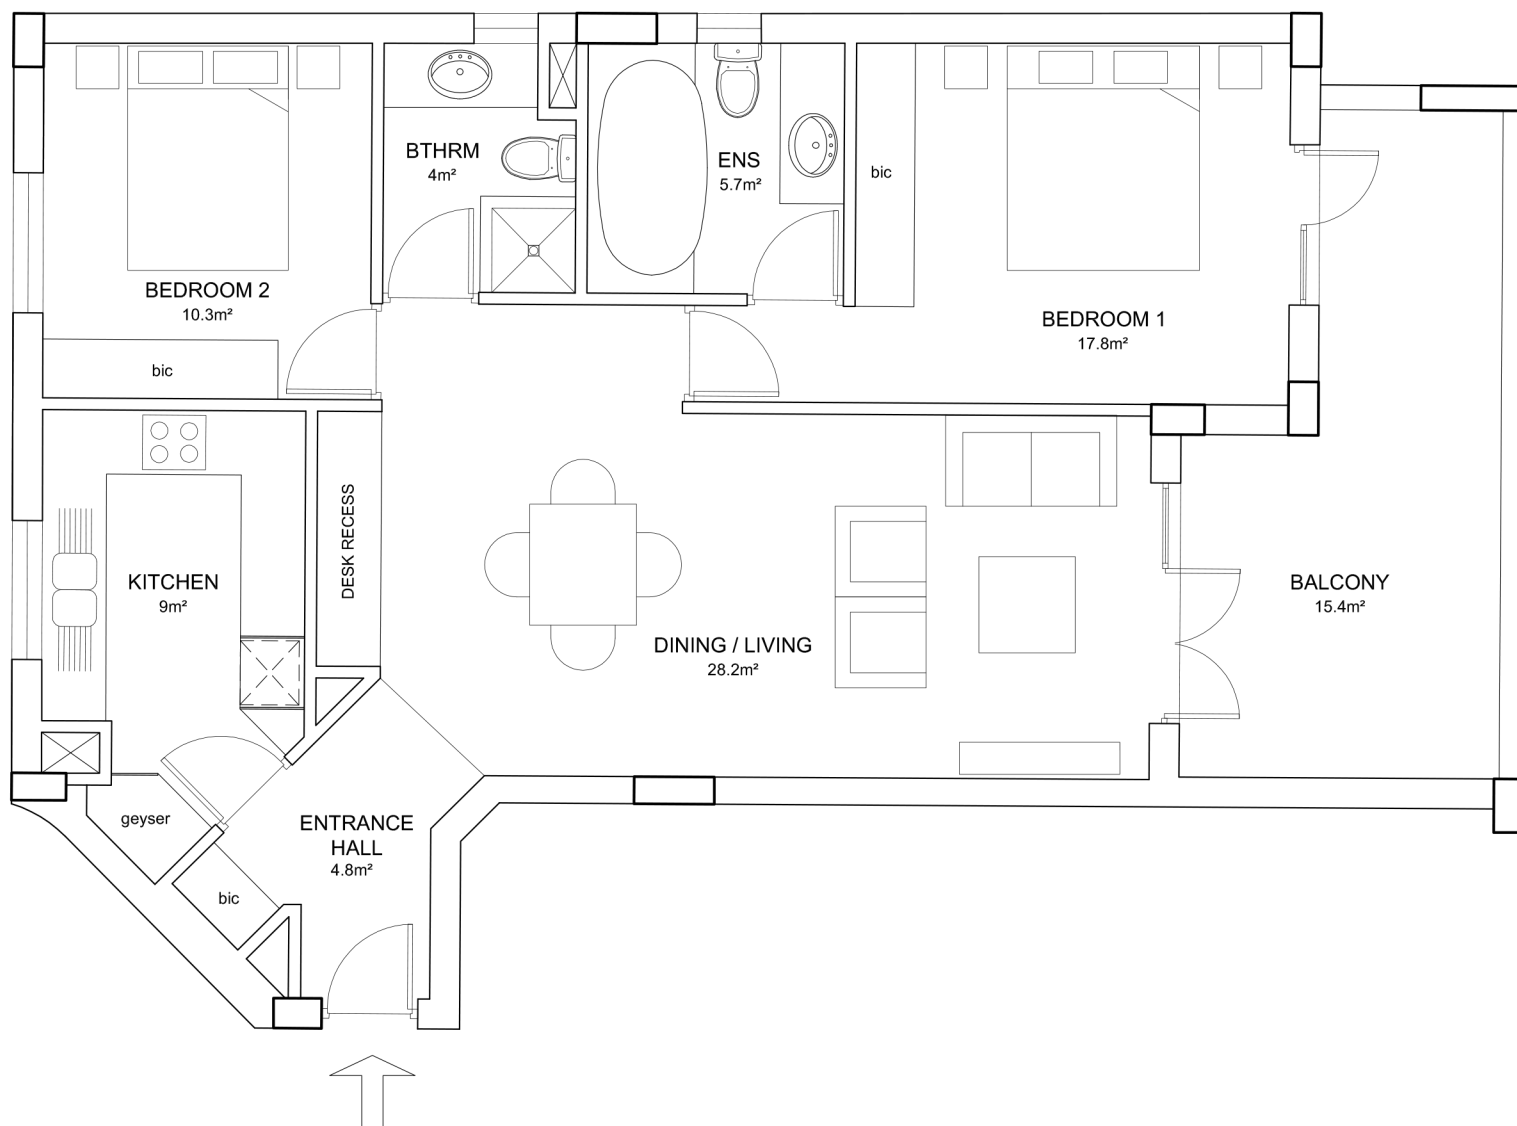 BTHRM
4m²
ENS
5.7m²
bic
BEDROOM 2
10.3m²
BEDROOM 1
17.8m²
bic
DESK RECESS
KITCHEN
9m²
BALCONY
15.4m²
DINING / LIVING
28.2m²
geyser
ENTRANCE
HALL
4.8m²
bic